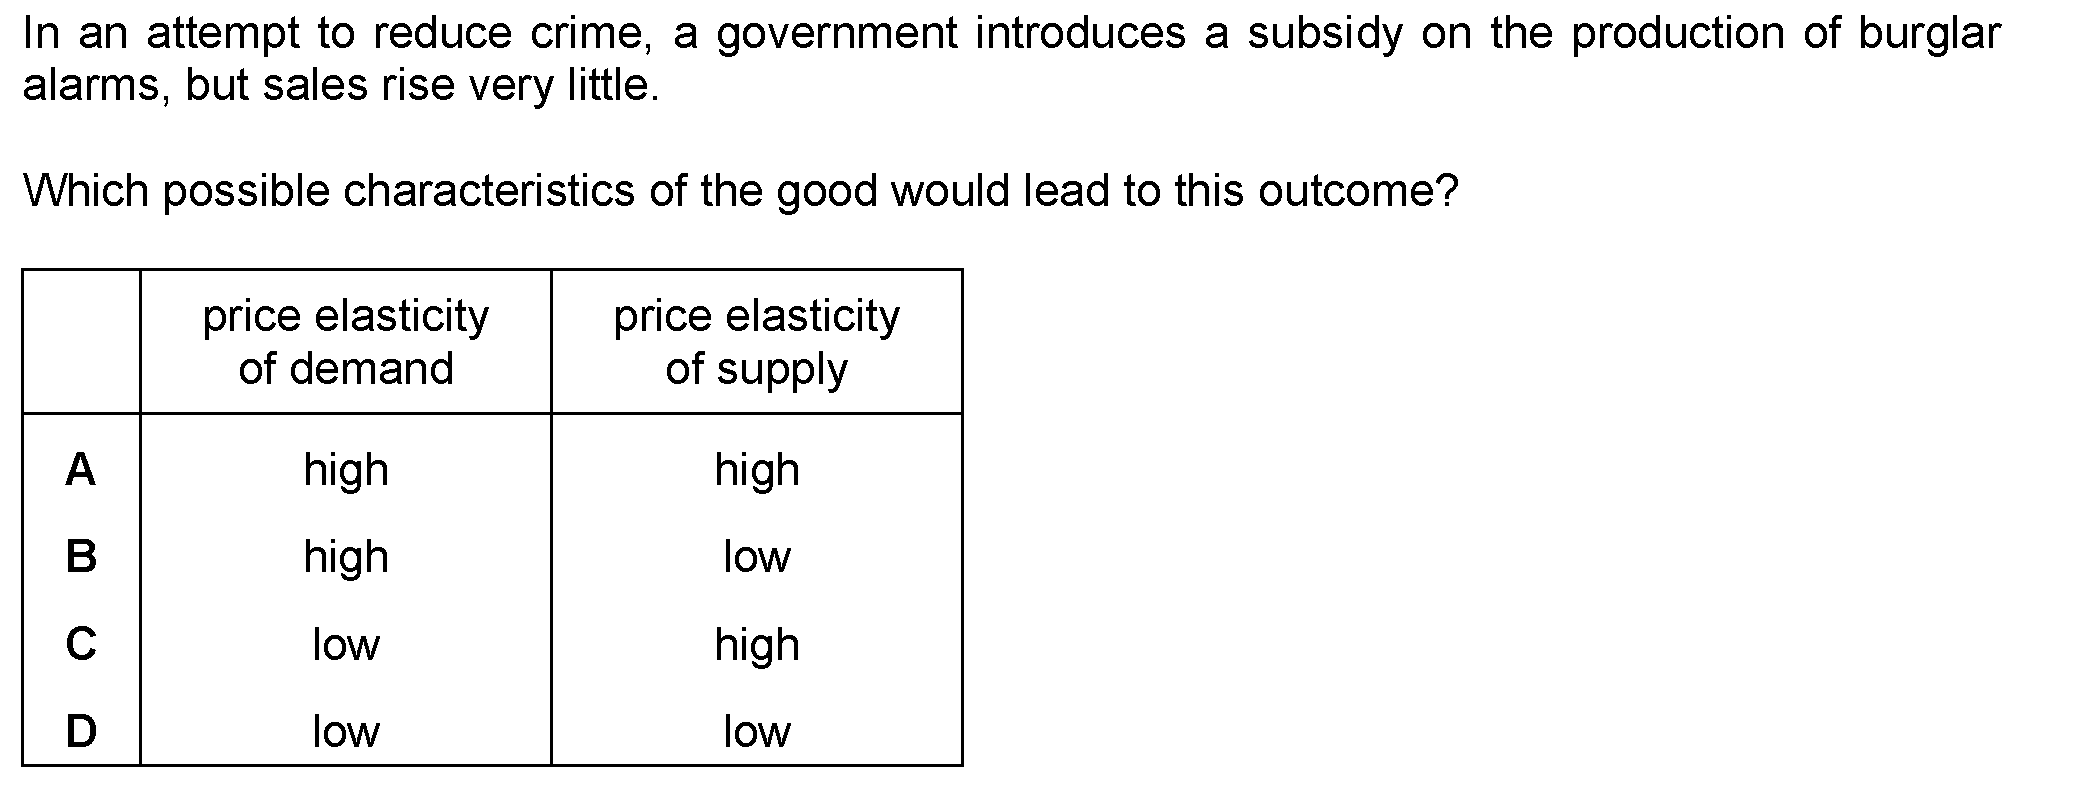 In an attempt to reduce crime, a government introduces a subsidy on the production of burglar
alarms, but sales rise very little.
Which possible characteristics of the good would lead to this outcome?
price elasticity of demand price elasticity of supply
A high high
B high low
C low high
D low low